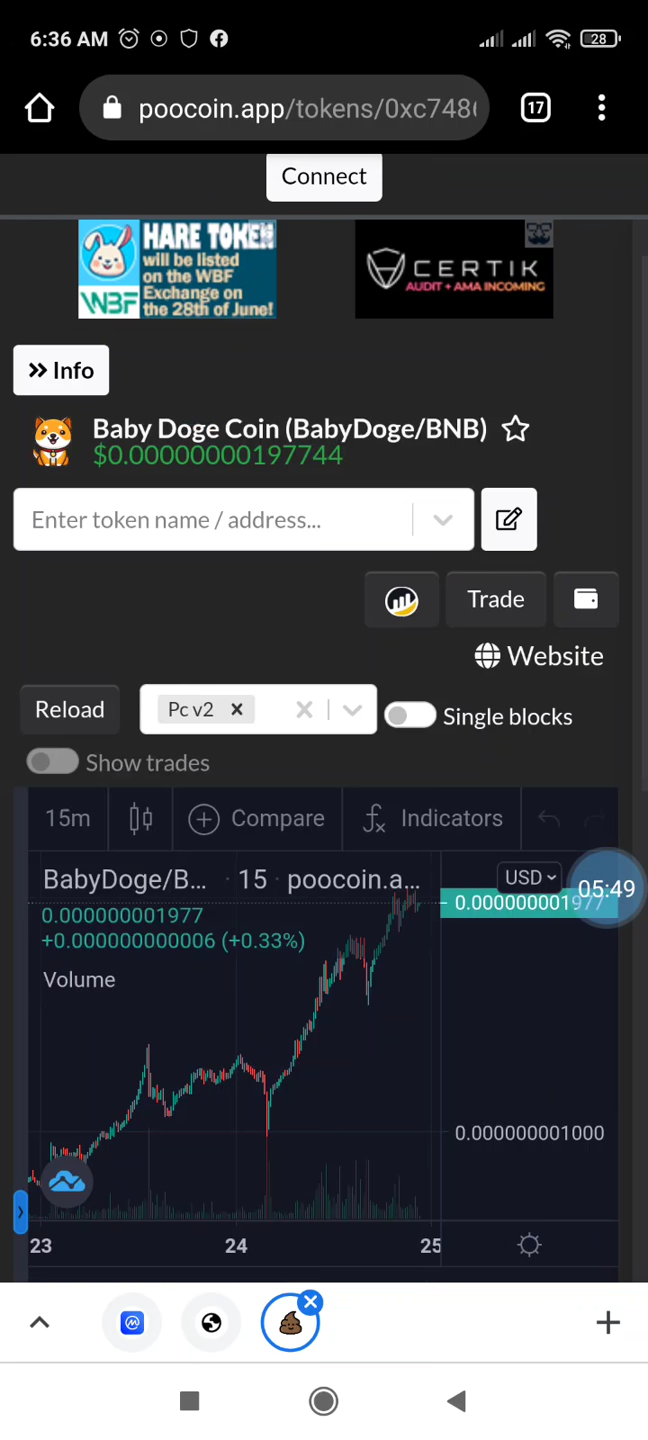 6:36 AM
28
poocoin.app/tokens/0xc748
17
Connect
HARE TOKEN
will be listed
on the WBF
Exchange on
the 28th of June!
WBF
CERTIK
AUDIT + AMA INCOMING
Info
Baby Doge Coin (BabyDoge/BNB)
$0.00000000197744
Enter token name / address...
Trade
Website
Reload
Pc v2
Single blocks
Show trades
15m
Compare
Indicators
BabyDoge/B... · 15 · poocoin.a...
USD
05:49
0.000000001977
0.000000001977
+0.000000000006 (+0.33%)
Volume
0.000000001000
23
24
25